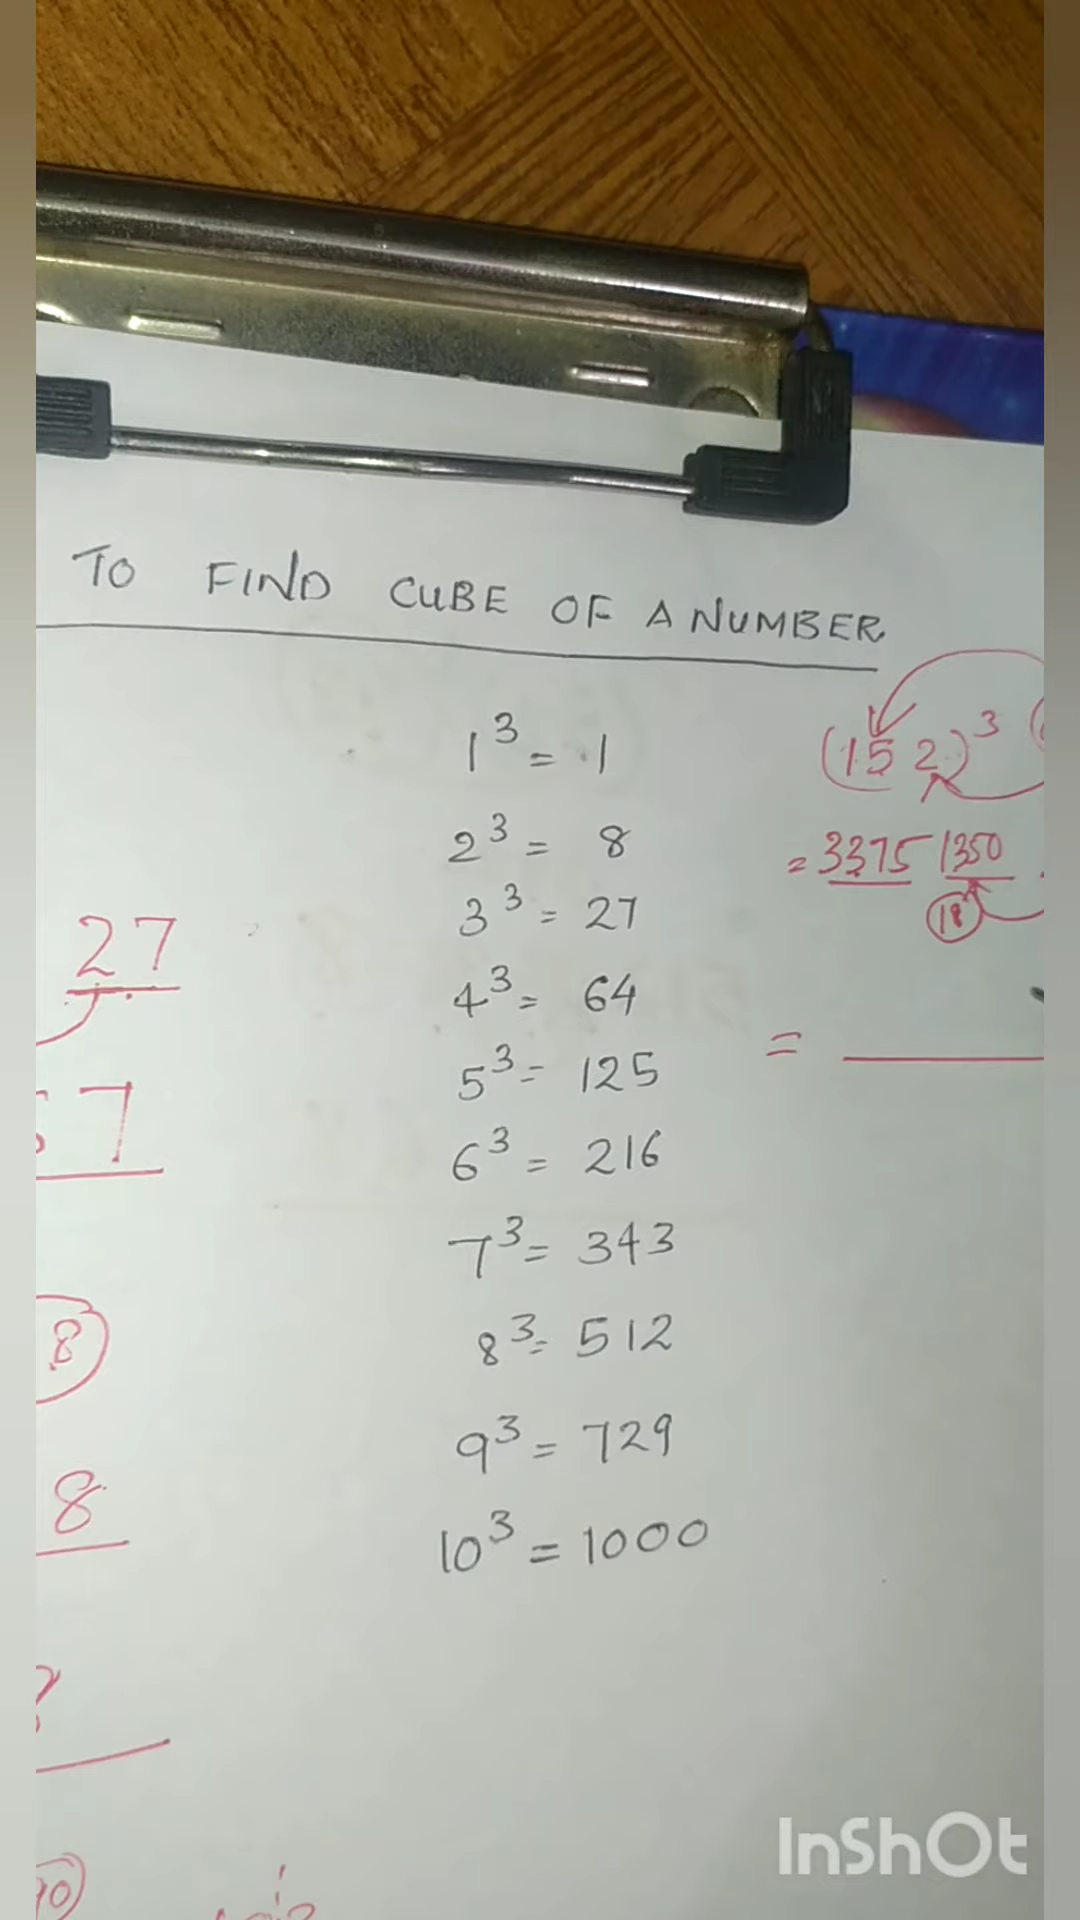 TO FIND CUBE OF A NUMBER
1³ = 1
2³ = 8
3³ = 27
4³ = 64
5³ = 125
6³ = 216
7³ = 343
8³ = 512
9³ = 729
10³ = 1000
27
7
8
8
(152)³
= 3375 1350
18
=
InShOt